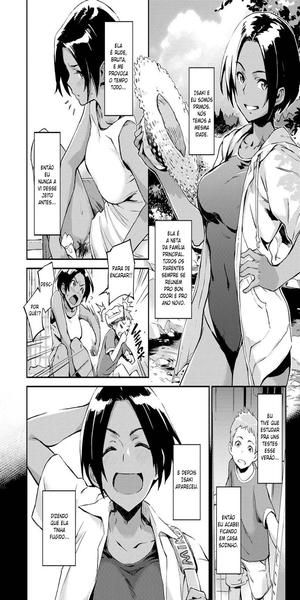 ISAKI E
EU SOMOS
PRIMOS.
NÓS
TEMOS A
MESMA
IDADE.
ELA
É RUDE,
BRUTA,
E ME
PROVOCA
O TEMPO
TODO...
ENTÃO
EU
NUNCA A
VI DESSE
JEITO
ANTES...
ELA É
A NETA
DA FAMÍLIA
PRINCIPAL.
TODOS OS
PARENTES
SEMPRE SE
REUNEM
PRO BON
ODOR E PRO
ANO NOVO.
PARA DE
ENCARAR!
DESC-
POR
QUÊ!?
EU
TIVE QUE
ESTUDAR
PRA UNS
TESTES
ESSE
VERÃO...
ENTÃO EU
ACABEI
FICANDO
EM CASA
SOZINHO.
E DEPOIS
ISAKI
APARECEU.
DIZENDO
QUE ELA
TINHA
FUGIDO...